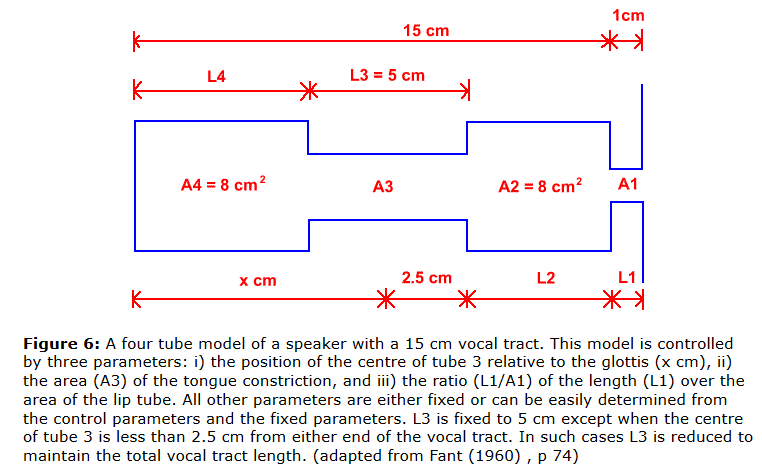 1cm
15 cm
L4
L3 = 5 cm
A4 = 8 cm²
A3
A2 = 8 cm²
A1
x cm
2.5 cm
L2
L1
Figure 6: A four tube model of a speaker with a 15 cm vocal tract. This model is controlled
by three parameters: i) the position of the centre of tube 3 relative to the glottis (x cm), ii)
the area (A3) of the tongue constriction, and iii) the ratio (L1/A1) of the length (L1) over the
area of the lip tube. All other parameters are either fixed or can be easily determined from
the control parameters and the fixed parameters. L3 is fixed to 5 cm except when the centre
of tube 3 is less than 2.5 cm from either end of the vocal tract. In such cases L3 is reduced to
maintain the total vocal tract length. (adapted from Fant (1960) , p 74)